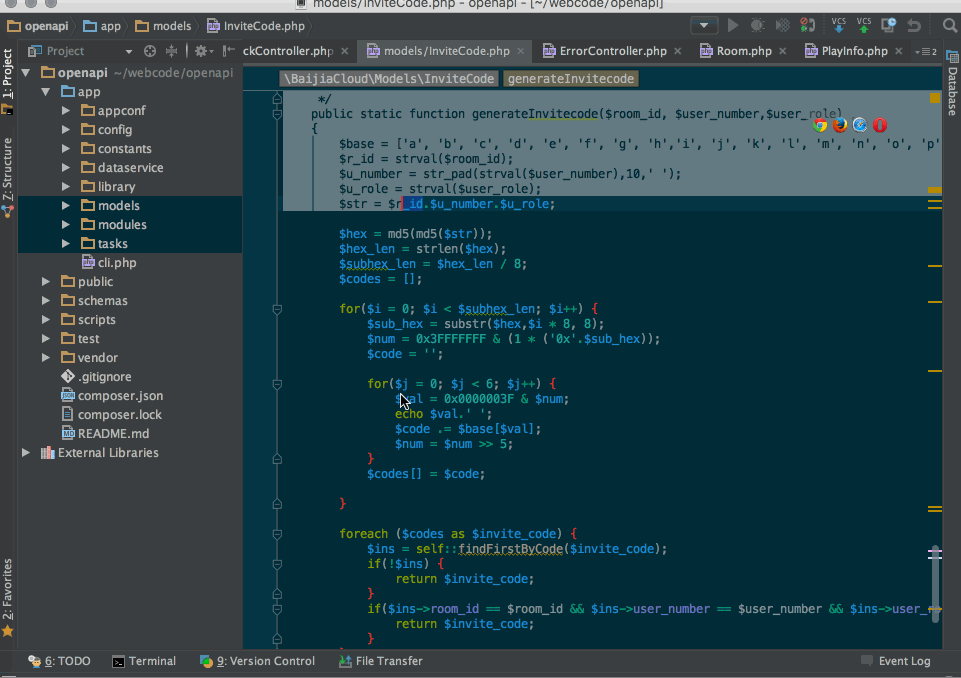 models/InviteCode.php - openapi - [~/webcode/openapi]
openapi app models InviteCode.php
VCS VCS
Project
ckController.php models/InviteCode.php ErrorController.php Room.php PlayInfo.php
1: Project
Z: Structure
2: Favorites
Database
openapi ~/webcode/openapi
app
appconf
config
constants
dataservice
library
models
modules
tasks
cli.php
public
schemas
scripts
test
vendor
.gitignore
composer.json
composer.lock
README.md
External Libraries
\BaijiaCloud\Models\InviteCode generateInvitecode
*/
public static function generateInvitecode($room_id, $user_number,$user_role)
{
$base = ['a', 'b', 'c', 'd', 'e', 'f', 'g', 'h','i', 'j', 'k', 'l', 'm', 'n', 'o', 'p'
$r_id = strval($room_id);
$u_number = str_pad(strval($user_number),10,' ');
$u_role = strval($user_role);
$str = $r_id.$u_number.$u_role;
$hex = md5(md5($str));
$hex_len = strlen($hex);
$subhex_len = $hex_len / 8;
$codes = [];
for($i = 0; $i < $subhex_len; $i++) {
$sub_hex = substr($hex,$i * 8, 8);
$num = 0x3FFFFFFF & (1 * ('0x'.$sub_hex));
$code = '';
for($j = 0; $j < 6; $j++) {
$val = 0x0000003F & $num;
echo $val.' ';
$code .= $base[$val];
$num = $num >> 5;
}
$codes[] = $code;
}
foreach ($codes as $invite_code) {
$ins = self::findFirstByCode($invite_code);
if(!$ins) {
return $invite_code;
}
if($ins->room_id == $room_id && $ins->user_number == $user_number && $ins->user_r
return $invite_code;
}
6: TODO Terminal 9: Version Control File Transfer Event Log